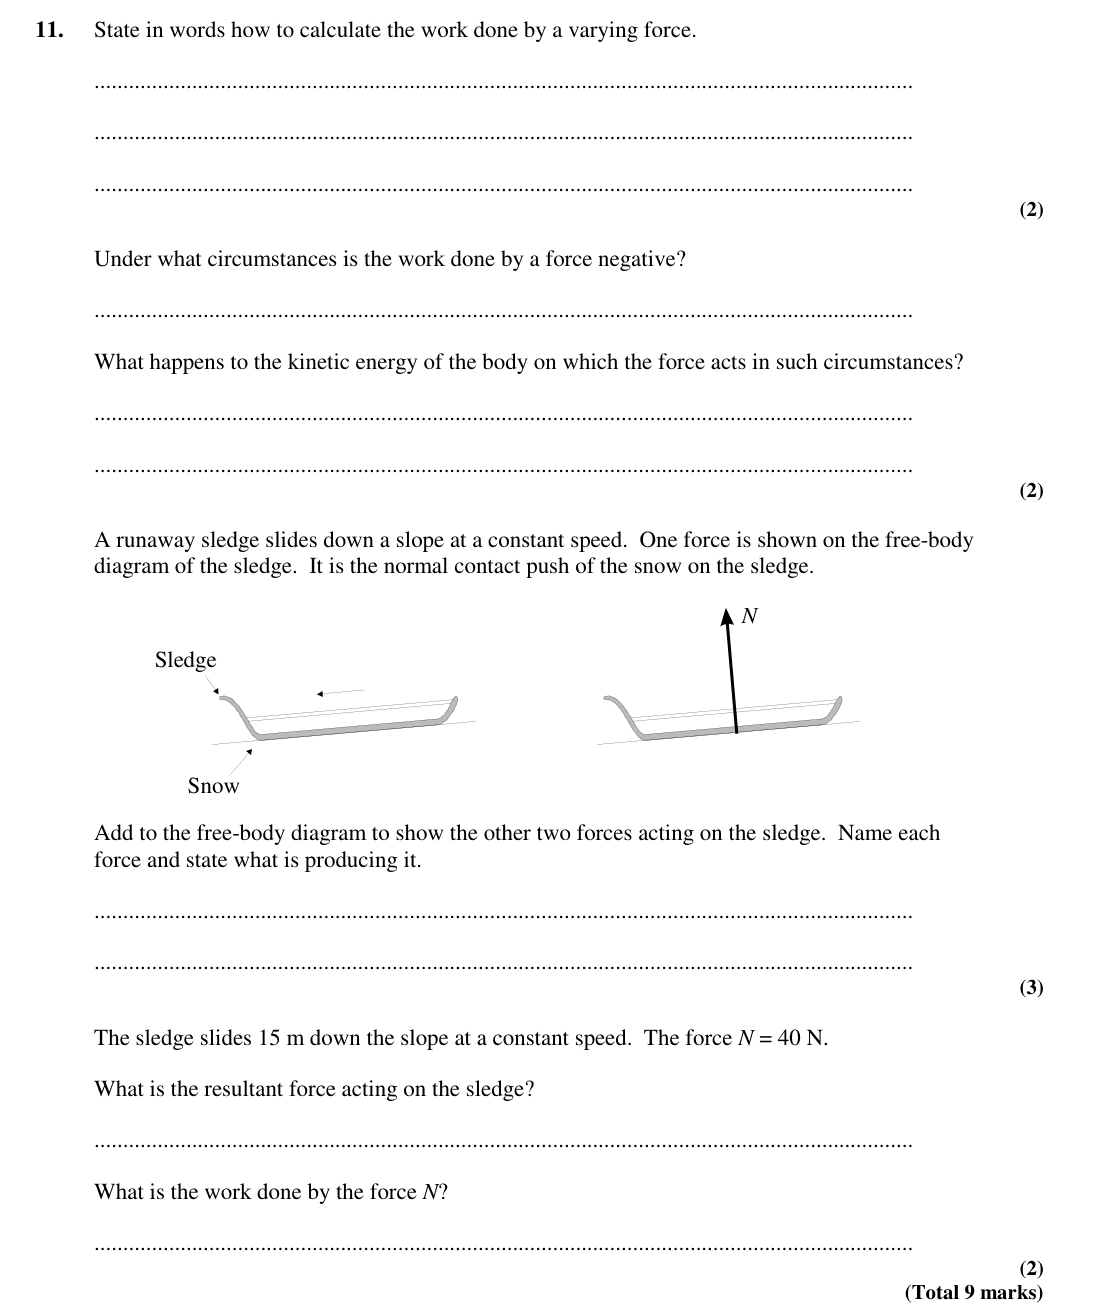 11. State in words how to calculate the work done by a varying force.
(2)
Under what circumstances is the work done by a force negative?
What happens to the kinetic energy of the body on which the force acts in such circumstances?
(2)
A runaway sledge slides down a slope at a constant speed. One force is shown on the free-body
diagram of the sledge. It is the normal contact push of the snow on the sledge.
N
Sledge
Snow
Add to the free-body diagram to show the other two forces acting on the sledge. Name each
force and state what is producing it.
(3)
The sledge slides 15 m down the slope at a constant speed. The force N = 40 N.
What is the resultant force acting on the sledge?
What is the work done by the force N?
(2)
(Total 9 marks)